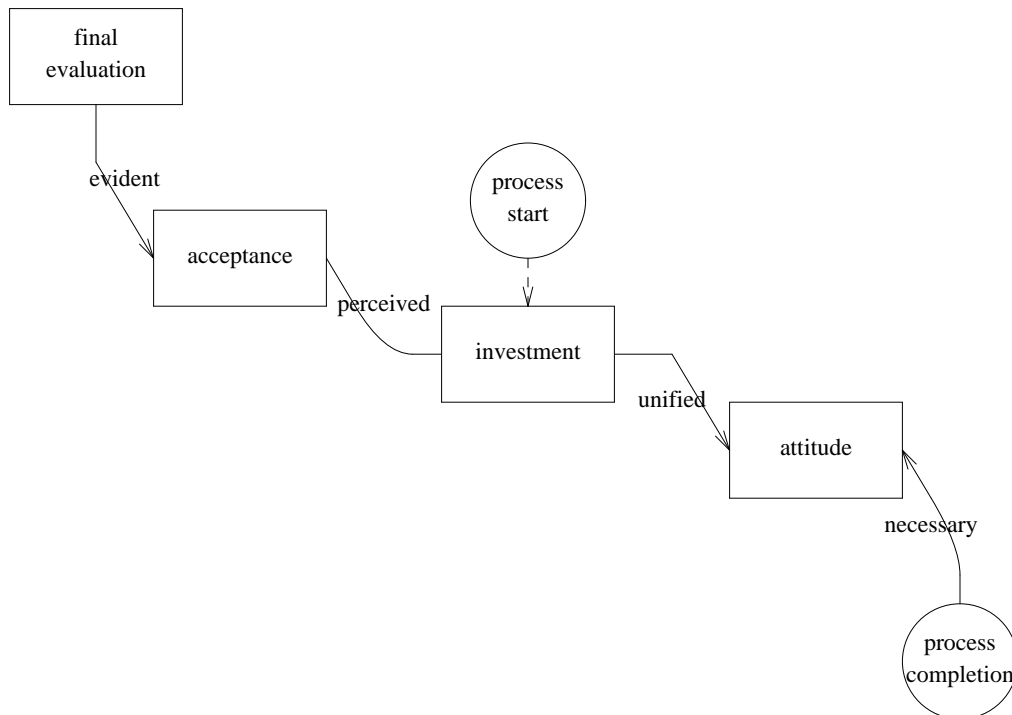 final
evaluation
evident
process
start
acceptance
perceived
investment
unified
attitude
necessary
process
completion